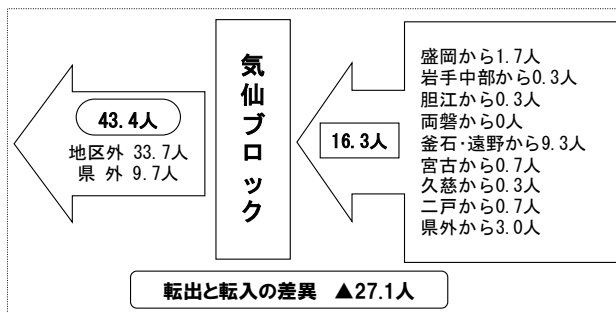 43.4人
地区外 33.7人
県 外 9.7人
気仙ブロック
16.3人
盛岡から1.7人
岩手中部から0.3人
胆江から0.3人
両磐から0人
釜石・遠野から9.3人
宮古から0.7人
久慈から0.3人
二戸から0.7人
県外から3.0人
転出と転入の差異 ▲27.1人